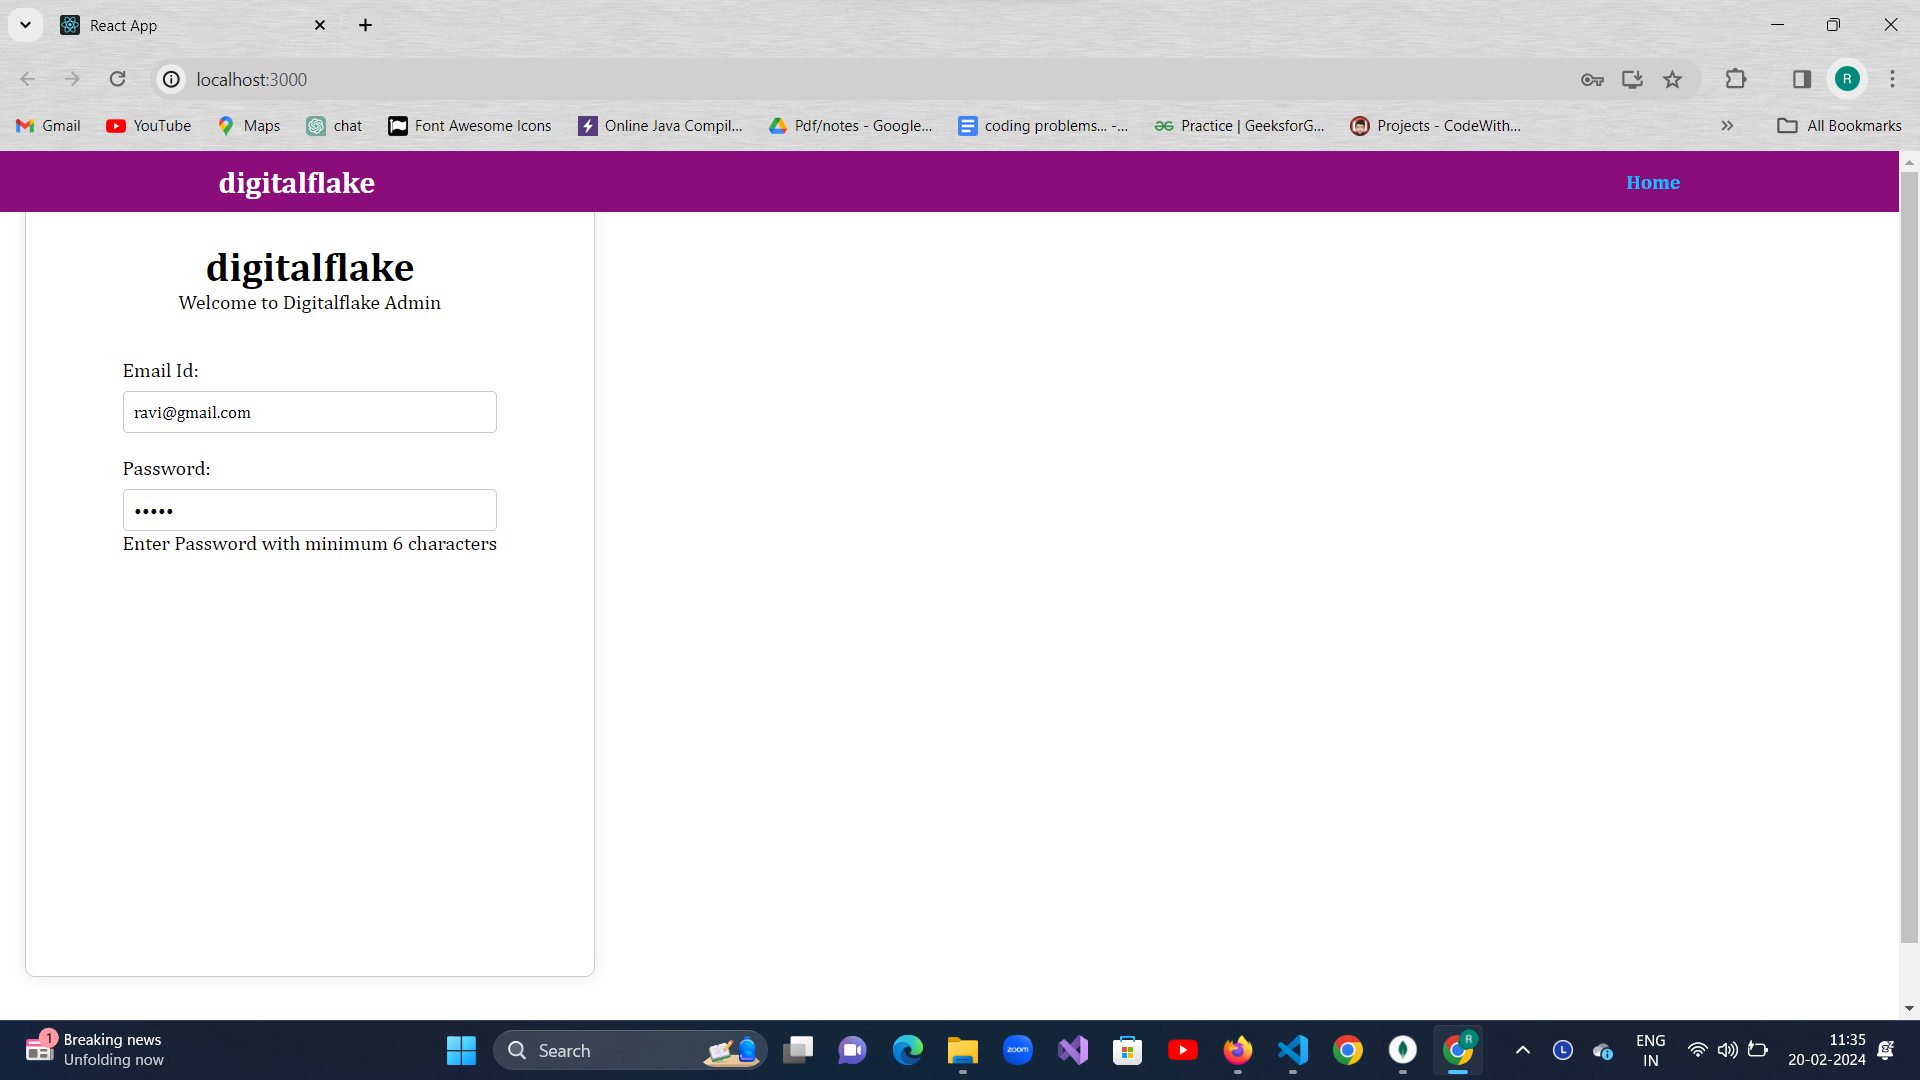 React App
localhost:3000
R
Gmail
YouTube
Maps
chat
Font Awesome Icons
Online Java Compil...
Pdf/notes - Google...
coding problems... -...
Practice | GeeksforG...
Projects - CodeWith...
All Bookmarks
digitalflake
Home
digitalflake
Welcome to Digitalflake Admin
Email Id:
ravi@gmail.com
Password:
•••••
Enter Password with minimum 6 characters
1
Breaking news
Unfolding now
Search
zoom
R
L
ENG
IN
11:35
20-02-2024